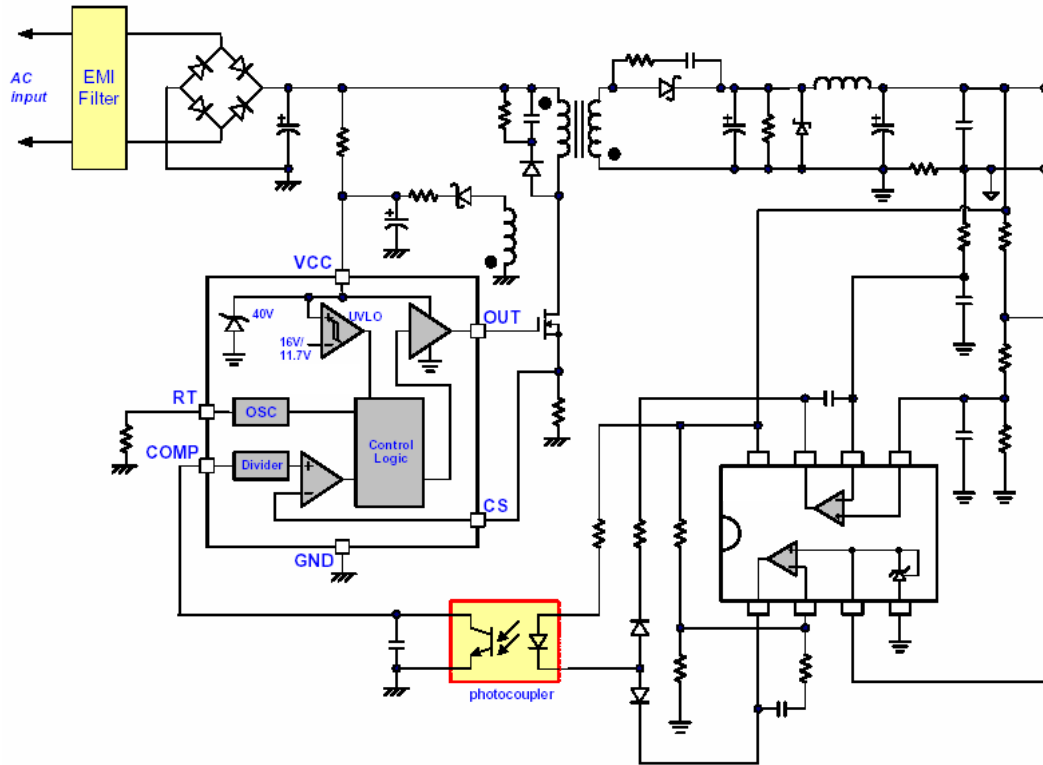 AC
input
EMI
Filter
VCC
40V
UVLO
16V/
11.7V
OUT
RT
OSC
COMP
Divider
Control
Logic
CS
GND
photocoupler